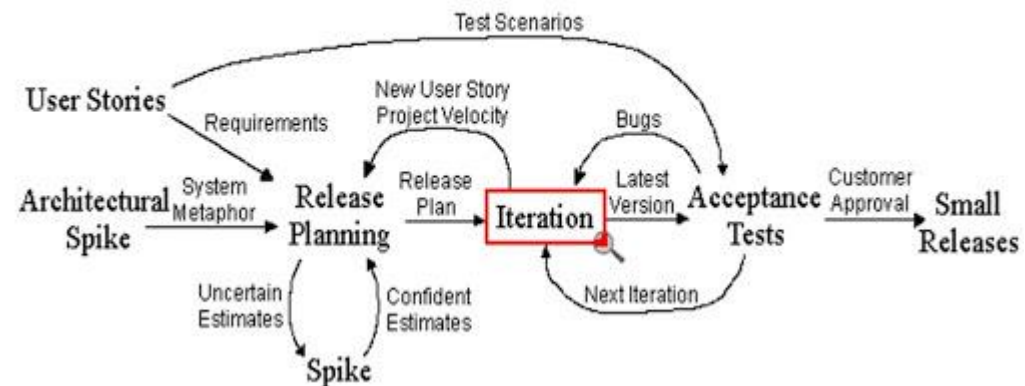 Test Scenarios
User Stories
Requirements
New User Story
Project Velocity
Bugs
Architectural
Spike
System
Metaphor
Release
Planning
Release
Plan
Iteration
Latest
Version
Acceptance
Tests
Customer
Approval
Small
Releases
Uncertain
Estimates
Confident
Estimates
Next Iteration
Spike